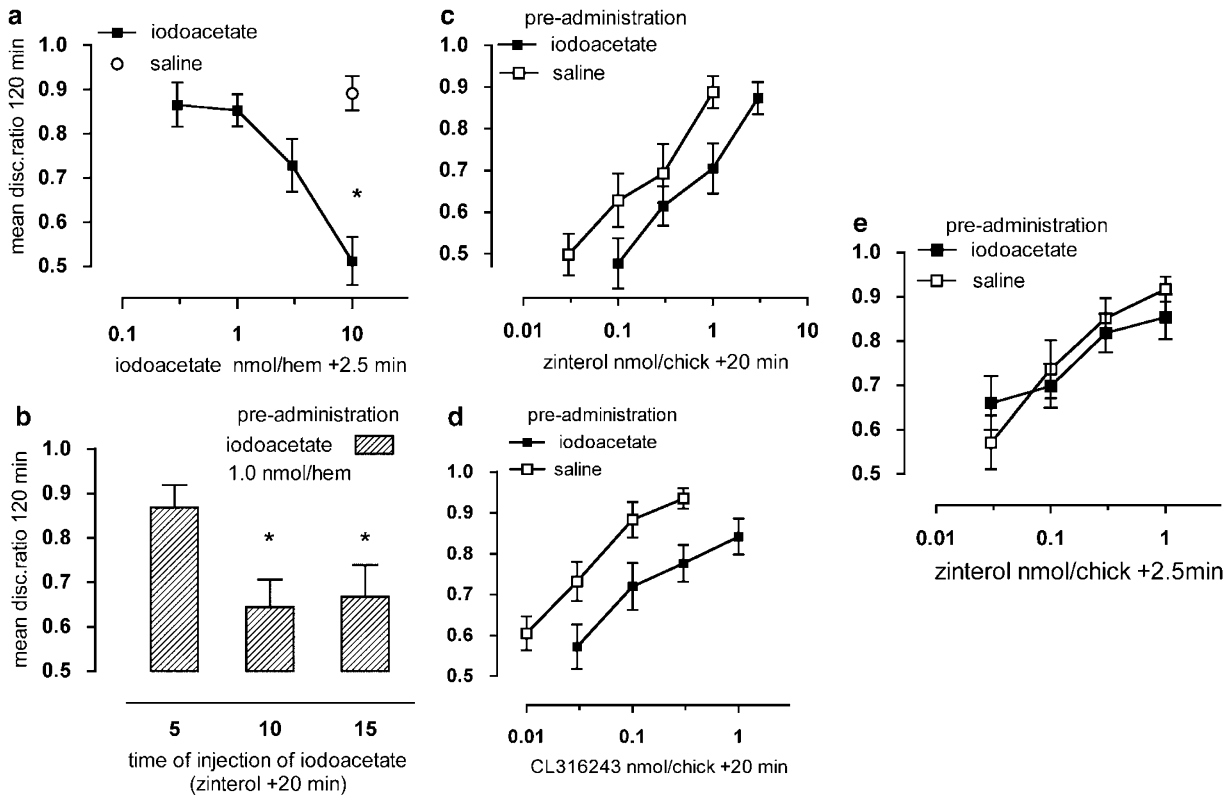 a
iodoacetate
saline
mean disc.ratio 120 min
1.0
0.9
0.8
0.7
0.6
0.5
*
0.1
1
10
iodoacetate nmol/hem +2.5 min
b
pre-administration
iodoacetate
1.0 nmol/hem
mean disc.ratio 120 min
1.0
0.9
0.8
0.7
0.6
0.5
*
*
5
10
15
time of injection of iodoacetate
(zinterol +20 min)
c
pre-administration
iodoacetate
saline
1.0
0.9
0.8
0.7
0.6
0.5
0.01
0.1
1
10
zinterol nmol/chick +20 min
d
pre-administration
iodoacetate
saline
1.0
0.9
0.8
0.7
0.6
0.5
0.01
0.1
1
CL316243 nmol/chick +20 min
e
pre-administration
iodoacetate
saline
1.0
0.9
0.8
0.7
0.6
0.5
0.01
0.1
1
zinterol nmol/chick +2.5min